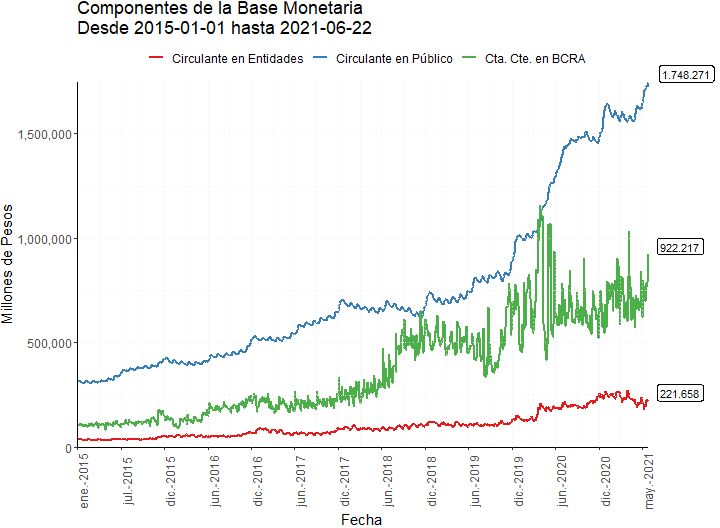 Componentes de la Base Monetaria
Desde 2015-01-01 hasta 2021-06-22
Circulante en Entidades Circulante en Público Cta. Cte. en BCRA
1.748.271
1,500,000
922.217
1,000,000
500,000
221.658
0
Millones de Pesos
ene.-2015
jul.-2015
dic.-2015
jun.-2016
dic.-2016
jun.-2017
dic.-2017
jun.-2018
dic.-2018
jun.-2019
dic.-2019
jun.-2020
dic.-2020
may.-2021
Fecha